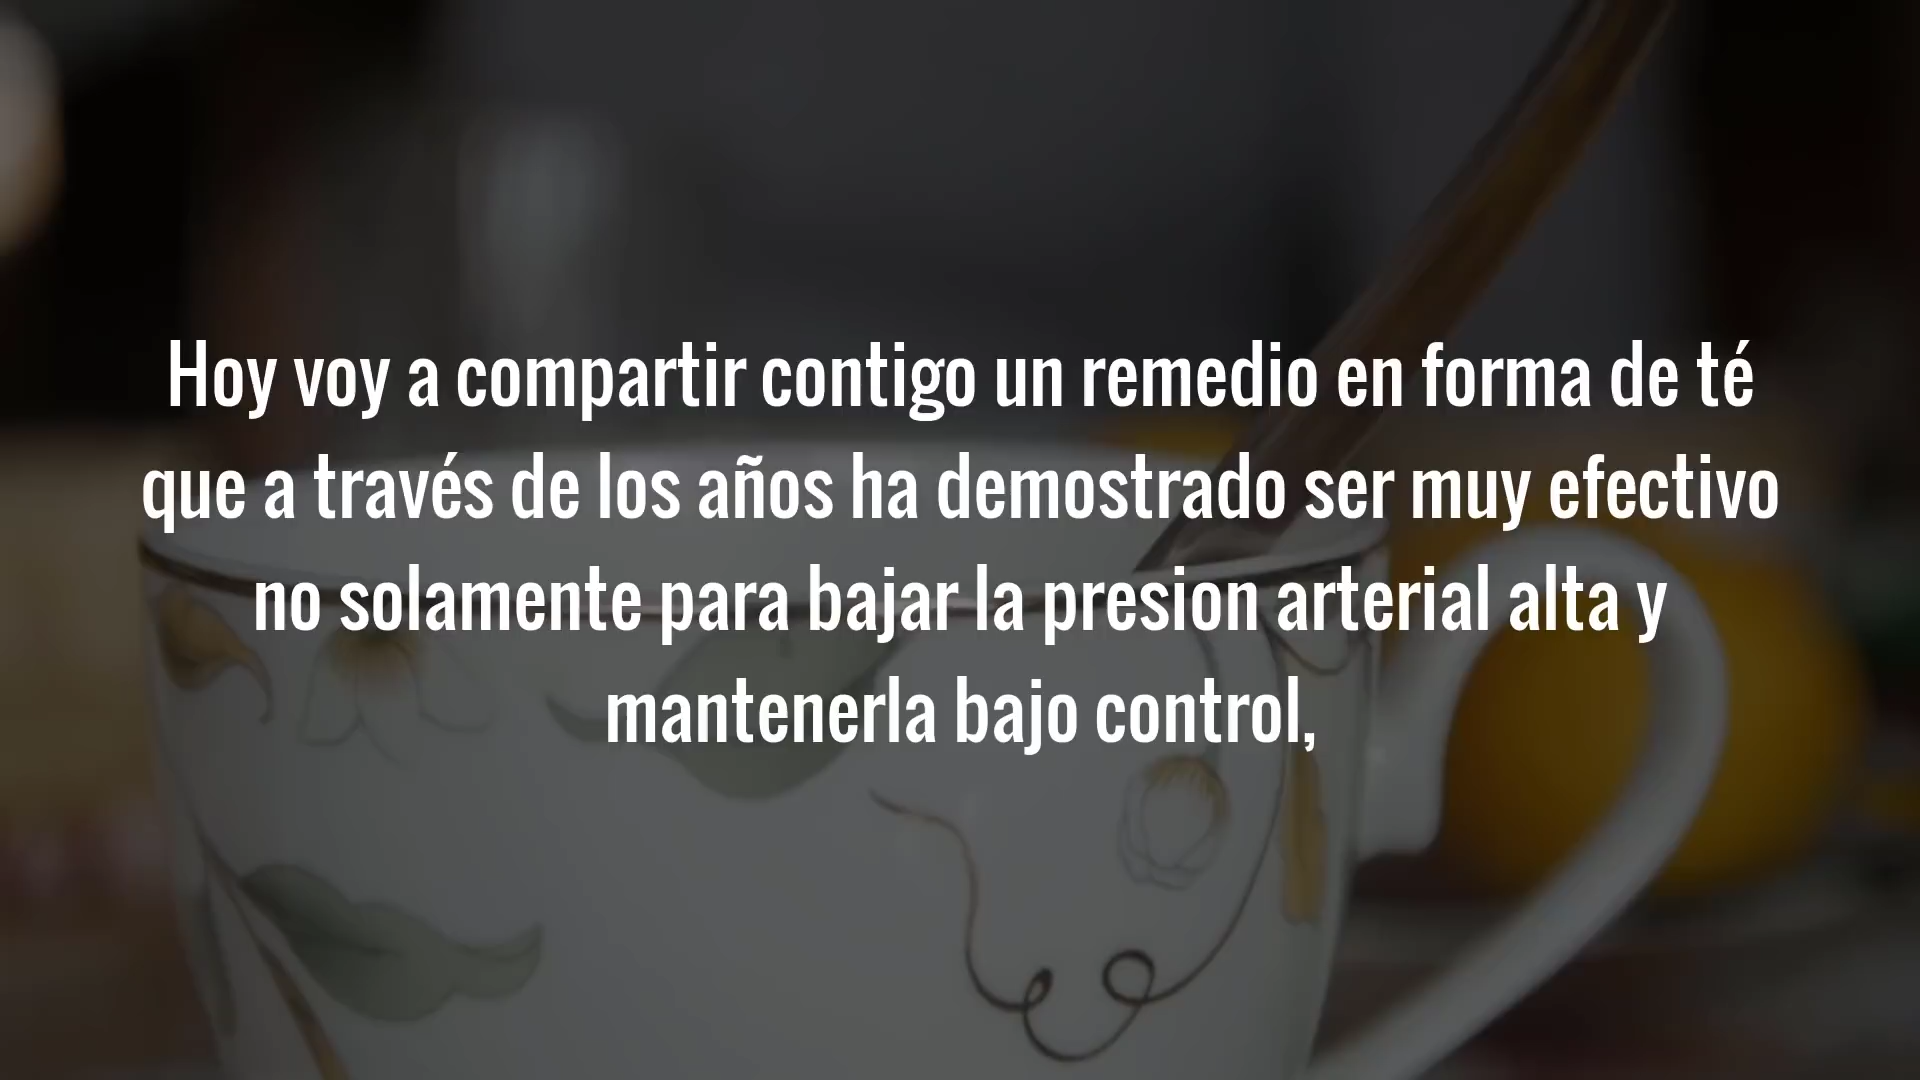 Hoy voy a compartir contigo un remedio en forma de té
que a través de los años ha demostrado ser muy efectivo
no solamente para bajar la presion arterial alta y
mantenerla bajo control,